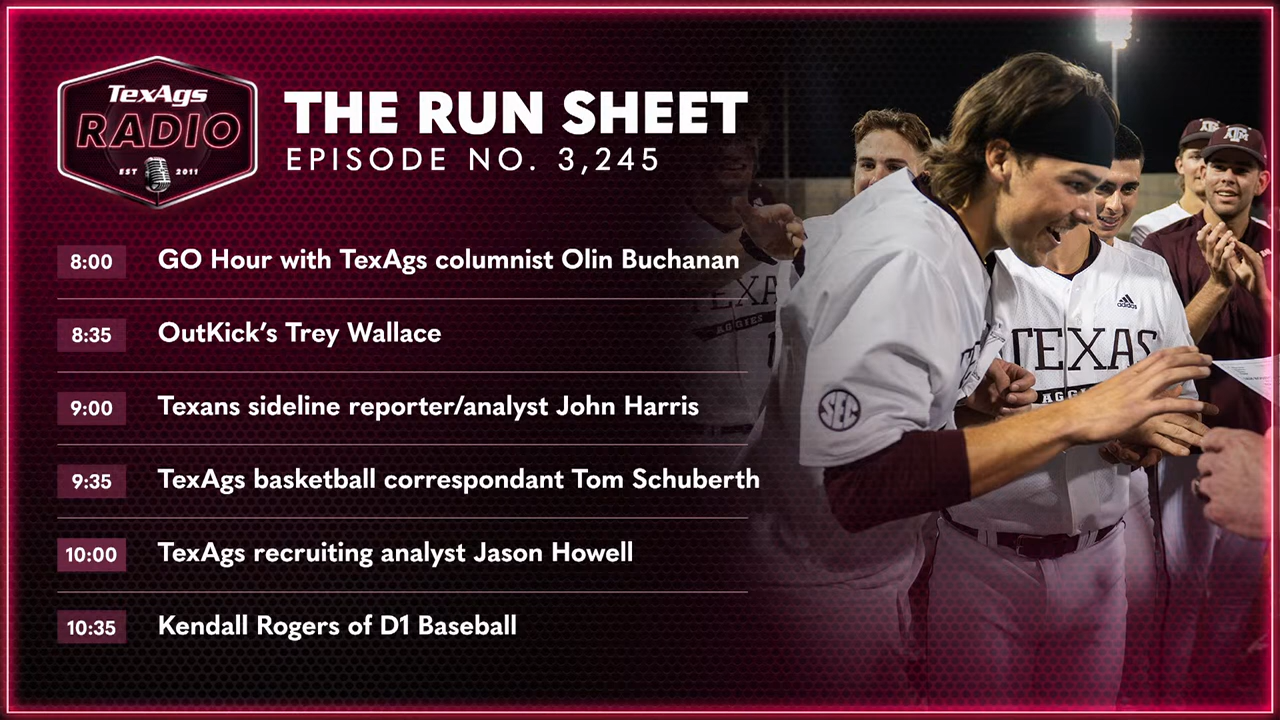 TexAgs
RADIO
EST 2011
THE RUN SHEET
EPISODE NO. 3,245
8:00 GO Hour with TexAgs columnist Olin Buchanan
8:35 OutKick's Trey Wallace
9:00 Texans sideline reporter/analyst John Harris
9:35 TexAgs basketball correspondant Tom Schuberth
10:00 TexAgs recruiting analyst Jason Howell
10:35 Kendall Rogers of D1 Baseball
adidas
TEXAS
AGGIES
SEC